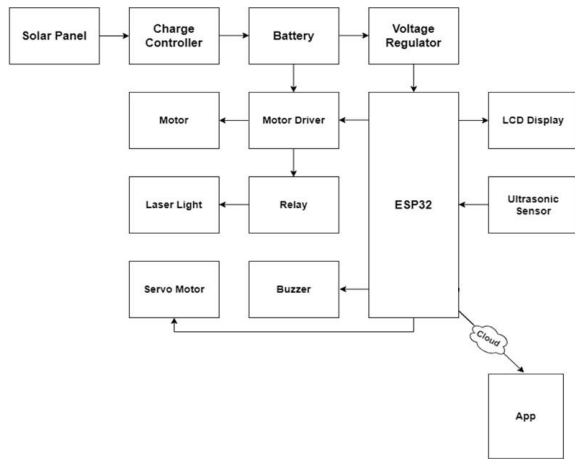 Solar Panel
Charge
Controller
Battery
Voltage
Regulator
Motor
Motor Driver
LCD Display
Laser Light
Relay
ESP32
Ultrasonic
Sensor
Servo Motor
Buzzer
Cloud
App